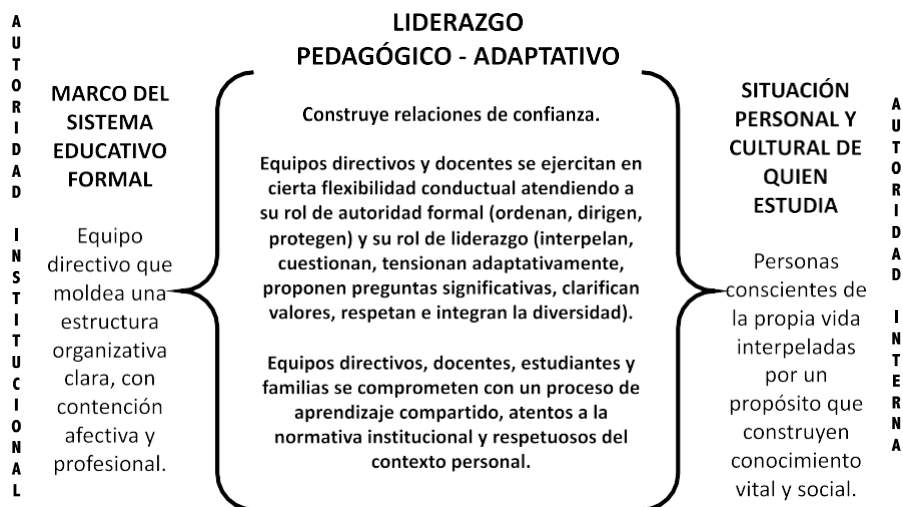 AUTORIDAD INSTITUCIONAL
MARCO DEL
SISTEMA
EDUCATIVO
FORMAL
Equipo
directivo que
moldea una
estructura
organizativa
clara, con
contención
afectiva y
profesional.
LIDERAZGO
PEDAGÓGICO - ADAPTATIVO
Construye relaciones de confianza.
Equipos directivos y docentes se ejercitan en
cierta flexibilidad conductual atendiendo a
su rol de autoridad formal (ordenan, dirigen,
protegen) y su rol de liderazgo (interpelan,
cuestionan, tensionan adaptativamente,
proponen preguntas significativas, clarifican
valores, respetan e integran la diversidad).
Equipos directivos, docentes, estudiantes y
familias se comprometen con un proceso de
aprendizaje compartido, atentos a la
normativa institucional y respetuosos del
contexto personal.
SITUACIÓN
PERSONAL Y
CULTURAL DE
QUIEN
ESTUDIA
Personas
conscientes de
la propia vida
interpeladas
por un
propósito que
construyen
conocimiento
vital y social.
AUTORIDAD INTERNA